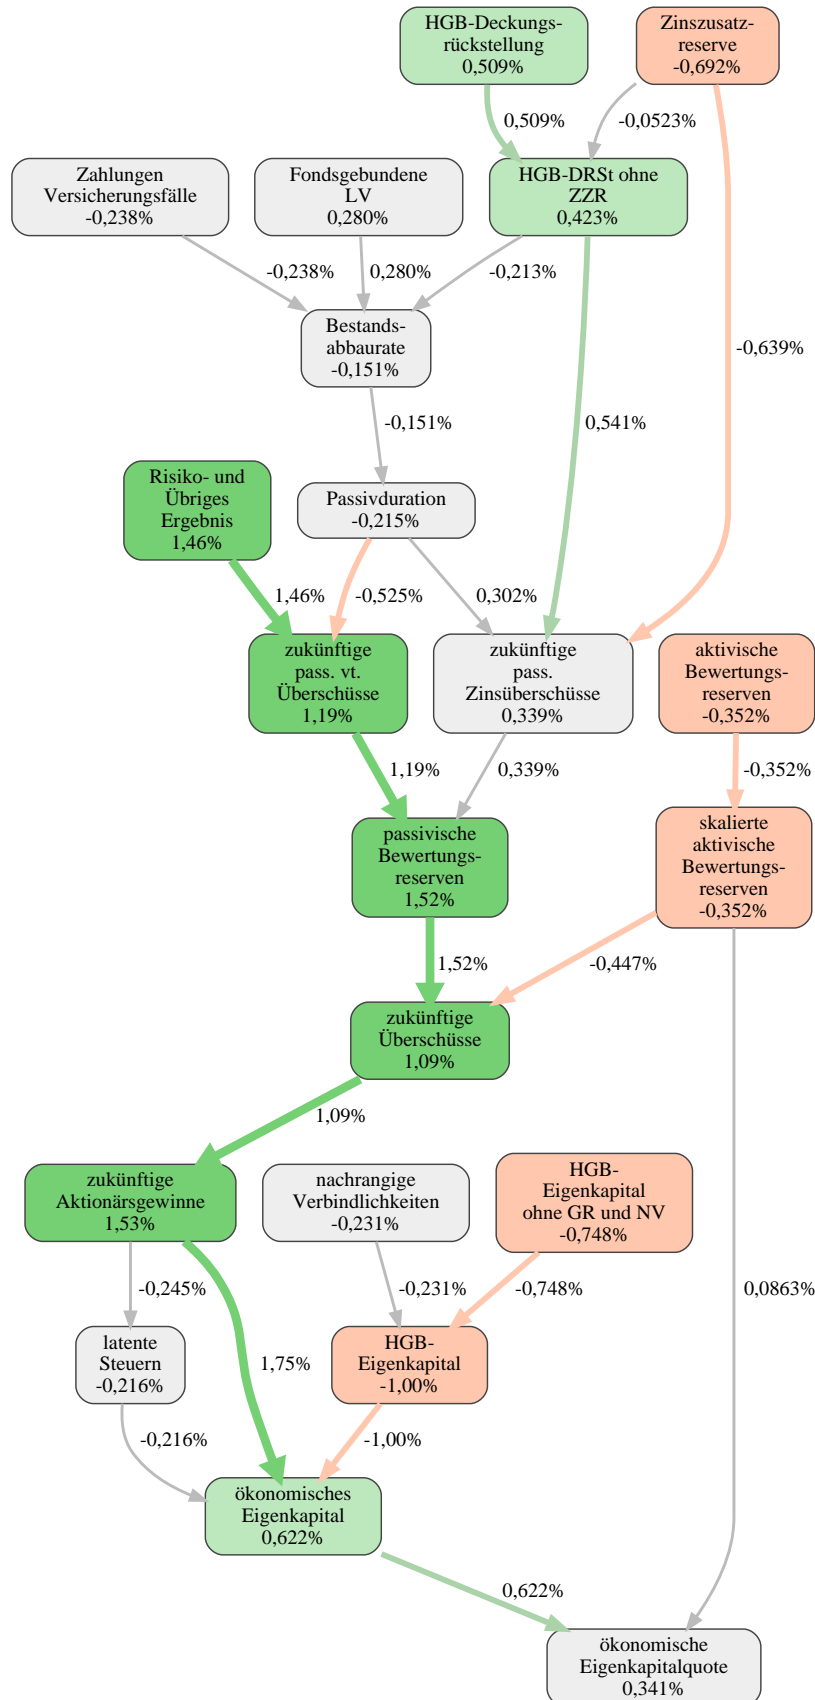 HGB-Deckungs-
rückstellung
0,509%
Zinszusatz-
reserve
-0,692%
0,509%
-0,0523%
Zahlungen
Versicherungsfälle
-0,238%
Fondsgebundene
LV
0,280%
HGB-DRSt ohne
ZZR
0,423%
-0,238%
0,280%
-0,213%
Bestands-
abbaurate
-0,151%
-0,639%
-0,151%
0,541%
Risiko- und
Übriges
Ergebnis
1,46%
Passivduration
-0,215%
1,46%
-0,525%
0,302%
zukünftige
pass. vt.
Überschüsse
1,19%
zukünftige
pass.
Zinsüberschüsse
0,339%
aktivische
Bewertungs-
reserven
-0,352%
1,19%
0,339%
-0,352%
passivische
Bewertungs-
reserven
1,52%
skalierte
aktivische
Bewertungs-
reserven
-0,352%
1,52%
-0,447%
zukünftige
Überschüsse
1,09%
1,09%
zukünftige
Aktionärsgewinne
1,53%
nachrangige
Verbindlichkeiten
-0,231%
HGB-
Eigenkapital
ohne GR und NV
-0,748%
-0,245%
-0,231%
-0,748%
0,0863%
latente
Steuern
-0,216%
1,75%
HGB-
Eigenkapital
-1,00%
-0,216%
-1,00%
ökonomisches
Eigenkapital
0,622%
0,622%
ökonomische
Eigenkapitalquote
0,341%